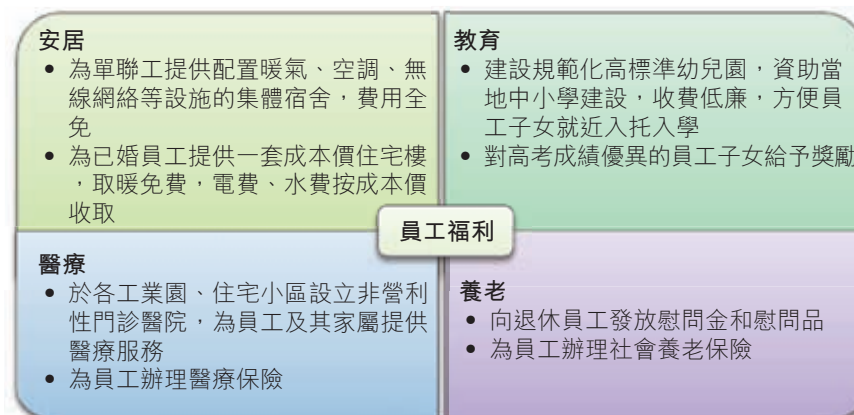 安居
• 為單聯工提供配置暖氣、空調、無
線網絡等設施的集體宿舍，費用全
免
• 為已婚員工提供一套成本價住宅樓
，取暖免費，電費、水費按成本價
收取
教育
• 建設規範化高標準幼兒園，資助當
地中小學建設，收費低廉，方便員
工子女就近入托入學
• 對高考成績優異的員工子女給予獎勵
員工福利
醫療
• 於各工業園、住宅小區設立非營利
性門診醫院，為員工及其家屬提供
醫療服務
• 為員工辦理醫療保險
養老
• 向退休員工發放慰問金和慰問品
• 為員工辦理社會養老保險